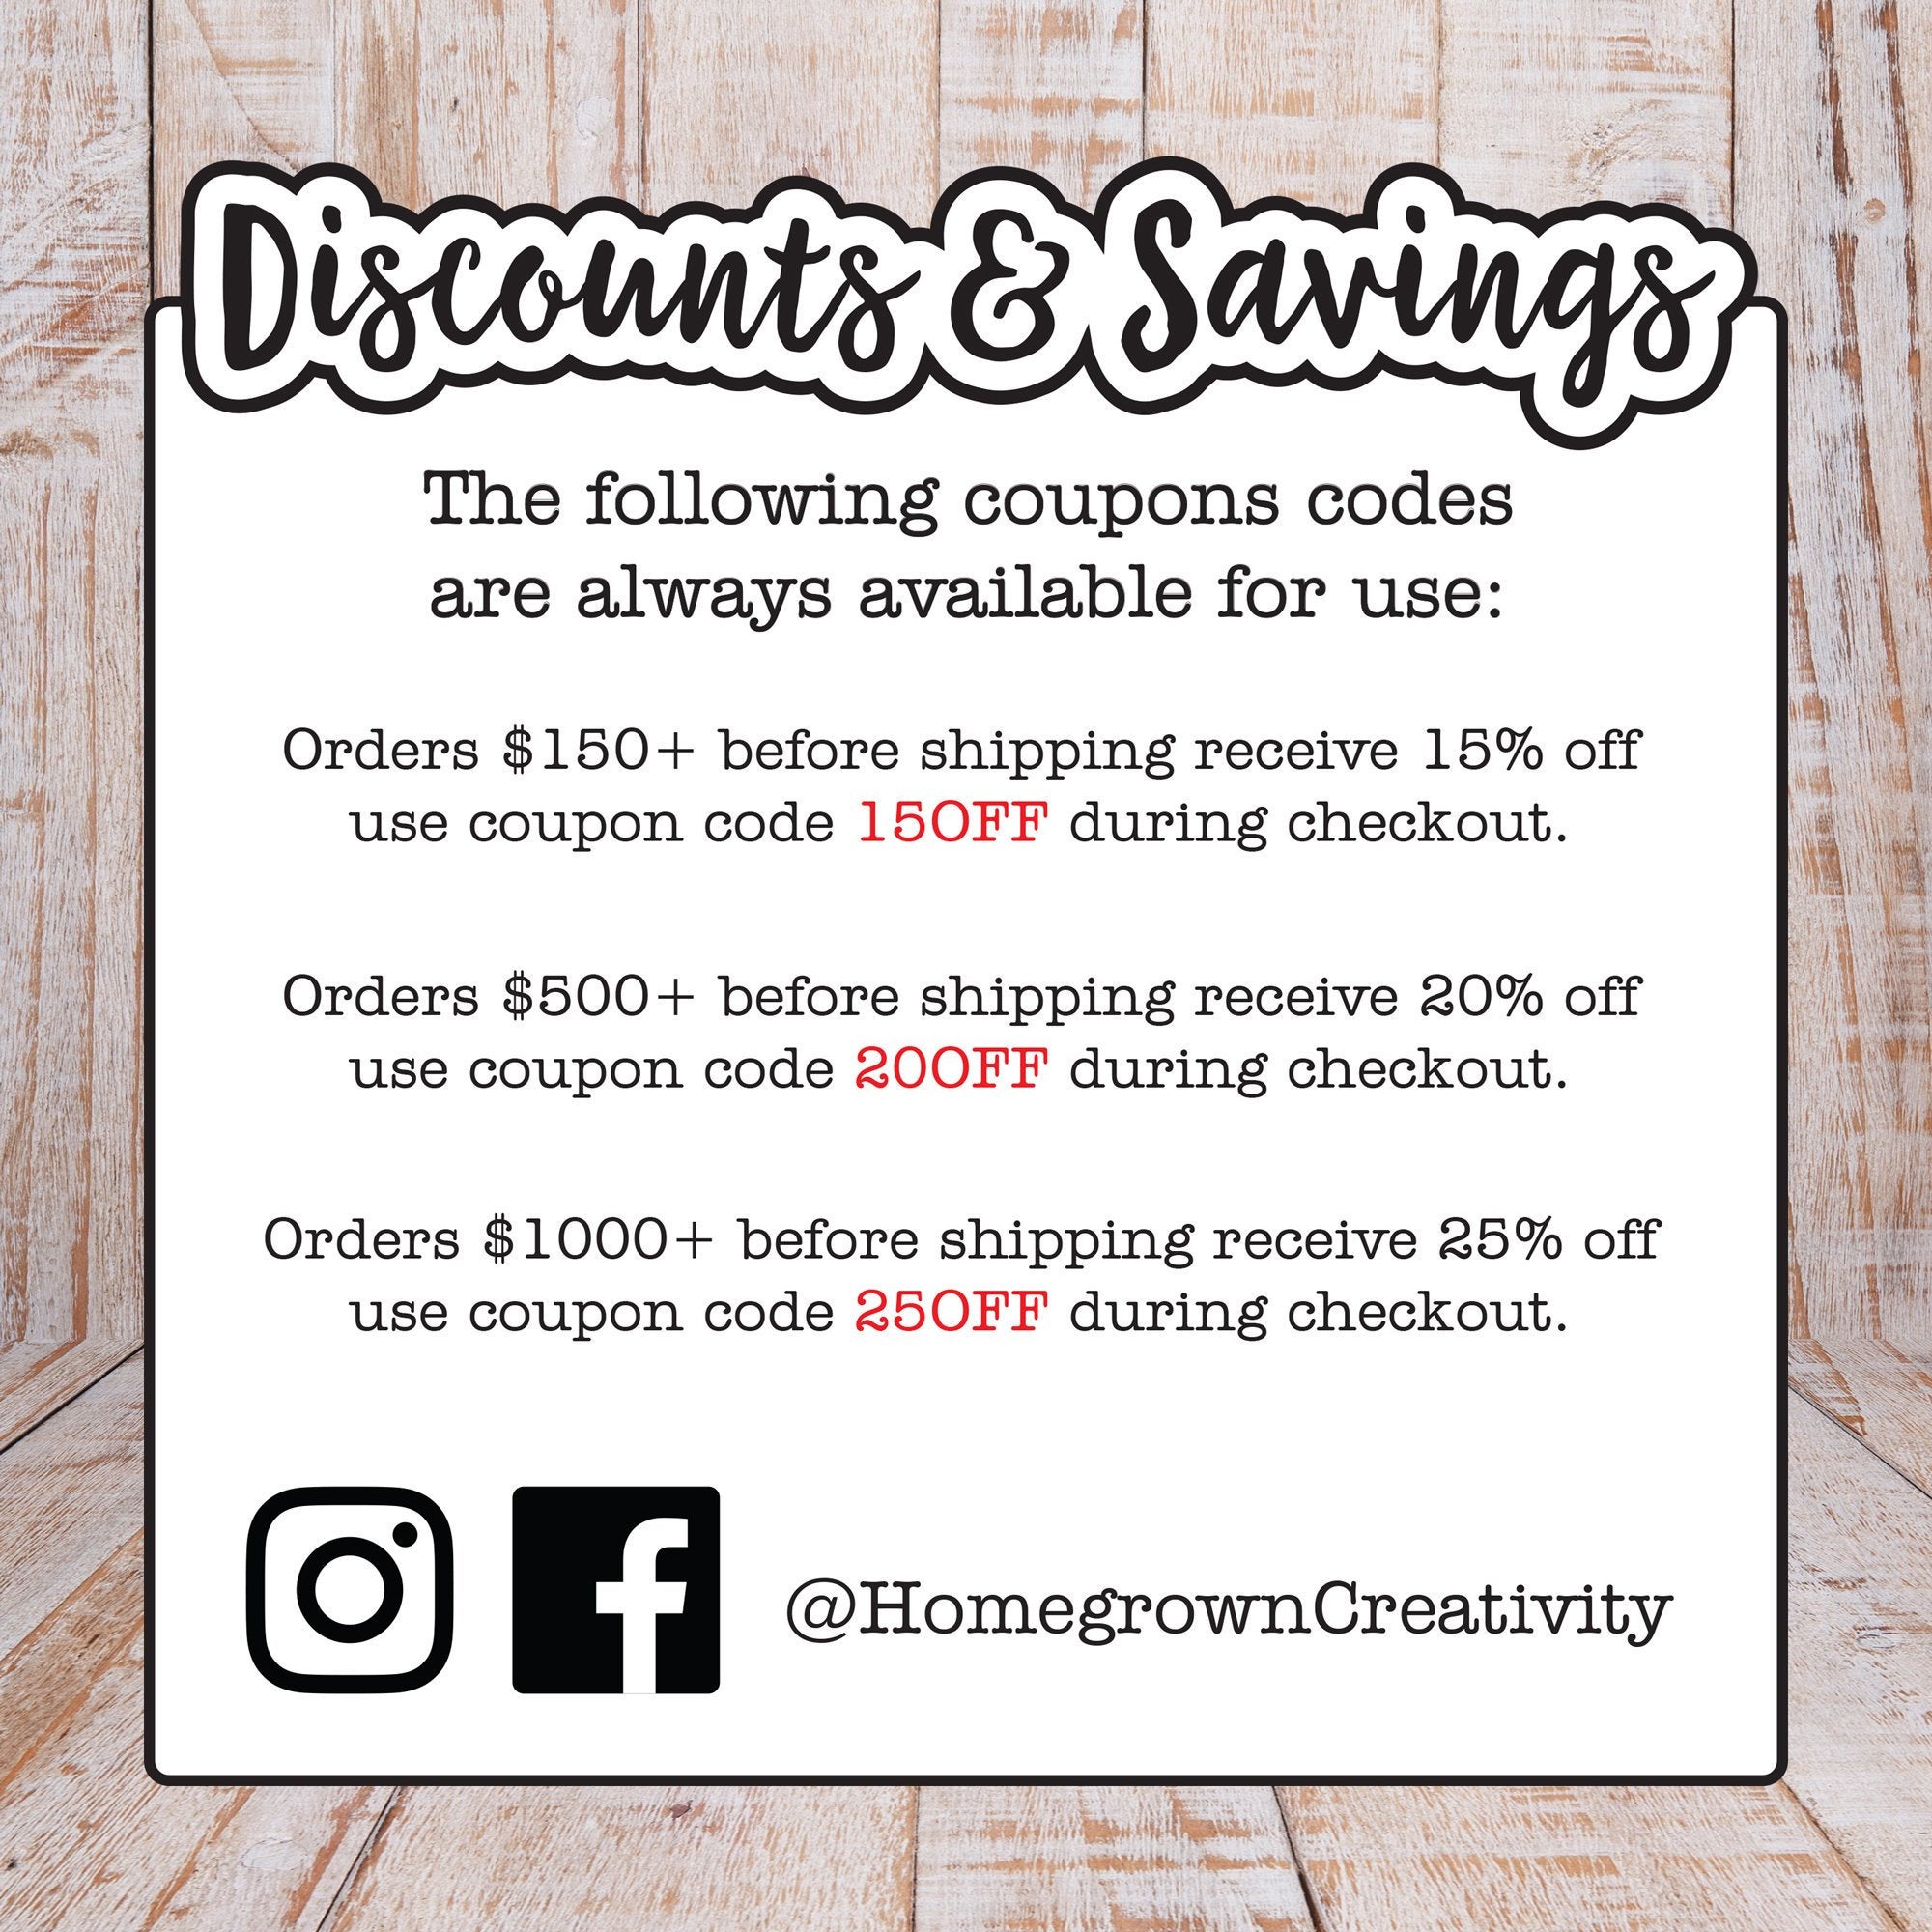 Discounts & Savings
The following coupons codes
are always available for use:
Orders $150+ before shipping receive 15% off
use coupon code 15OFF during checkout.
Orders $500+ before shipping receive 20% off
use coupon code 20OFF during checkout.
Orders $1000+ before shipping receive 25% off
use coupon code 25OFF during checkout.
@HomegrownCreativity